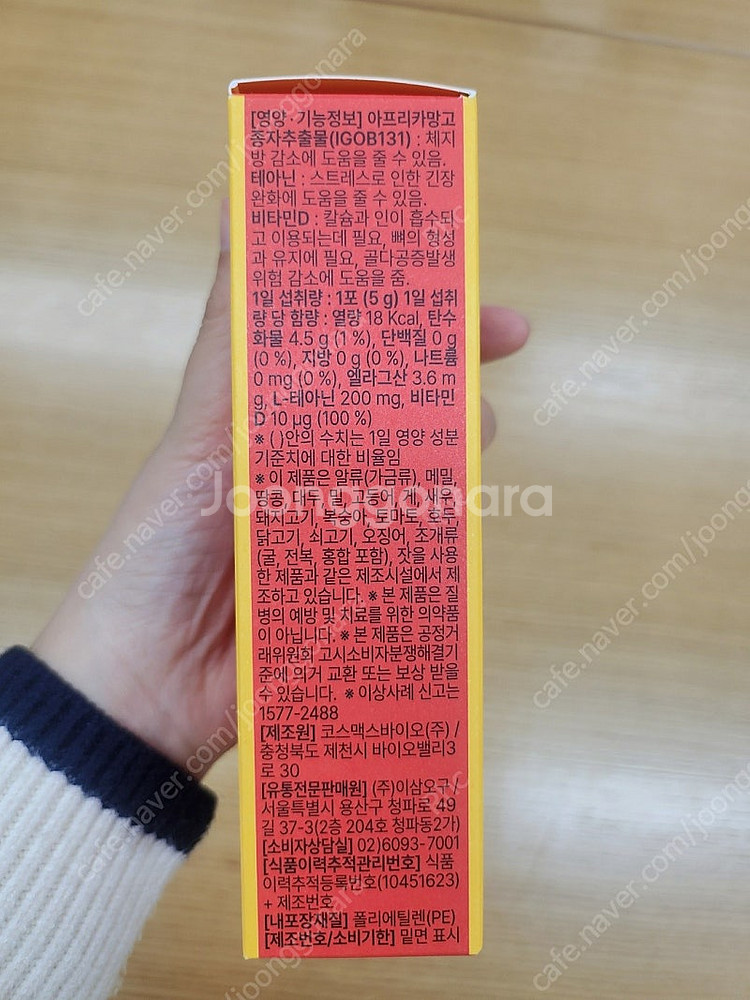 [영양·기능정보] 아프리카망고
종자추출물(IGOB131) : 체지
방 감소에 도움을 줄 수 있음.
테아닌 : 스트레스로 인한 긴장
완화에 도움을 줄 수 있음.
비타민D : 칼슘과 인이 흡수되
고 이용되는데 필요, 뼈의 형성
과 유지에 필요, 골다공증발생
위험 감소에 도움을 줌.
1일 섭취량 : 1포 (5 g) 1일 섭취
량 당 함량 : 열량 18 Kcal, 탄수
화물 4.5 g (1 %), 단백질 0 g
(0 %), 지방 0 g (0 %), 나트륨
0 mg (0 %), 엘라그산 3.6 m
g, L-테아닌 200 mg, 비타민
D 10 µg (100 %)
※ ( )안의 수치는 1일 영양 성분
기준치에 대한 비율임
※ 이 제품은 알류(가금류), 메밀,
땅콩, 대두, 밀, 고등어, 게, 새우,
돼지고기, 복숭아, 토마토, 호두,
닭고기, 쇠고기, 오징어, 조개류
(굴, 전복, 홍합 포함), 잣을 사용
한 제품과 같은 제조시설에서 제
조하고 있습니다. ※ 본 제품은 질
병의 예방 및 치료를 위한 의약품
이 아닙니다. ※ 본 제품은 공정거
래위원회 고시소비자분쟁해결기
준에 의거 교환 또는 보상 받을
수 있습니다. ※ 이상사례 신고는
1577-2488
[제조원] 코스맥스바이오(주) /
충청북도 제천시 바이오밸리3
로 30
[유통전문판매원] (주)이삼오구 /
서울특별시 용산구 청파로 49
길 37-3(2층 204호 청파동2가)
[소비자상담실] 02)6093-7001
[식품이력추적관리번호] 식품
이력추적등록번호(10451623)
+ 제조번호
[내포장재질] 폴리에틸렌(PE)
[제조번호/소비기한] 밑면 표시
Joonggonara
cafe.naver.com/joonggonara